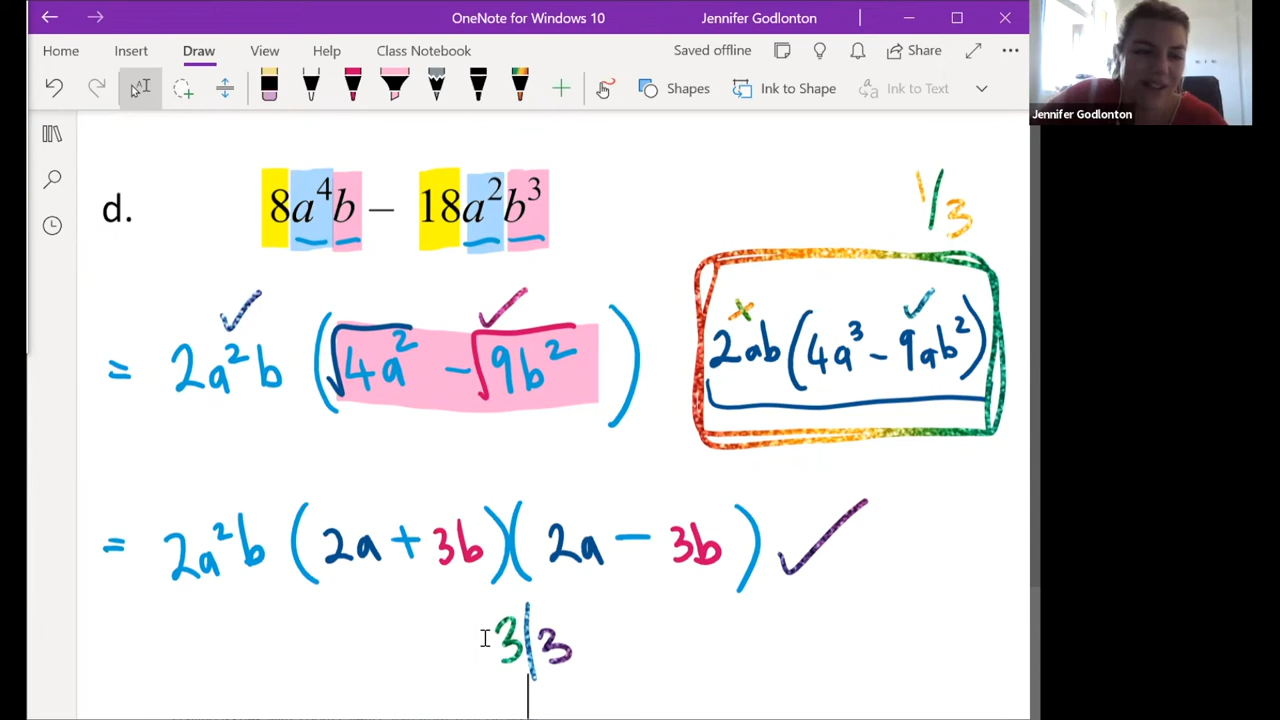 OneNote for Windows 10 Jennifer Godlonton
Home Insert Draw View Help Class Notebook Saved offline Share
Shapes Ink to Shape Ink to Text
Jennifer Godlonton
d. 8a⁴b − 18a²b³
1/3
= 2a²b (√4a² − √9b²)
2ab(4a³ − 9ab²)
= 2a²b (2a + 3b)(2a − 3b)
3/3